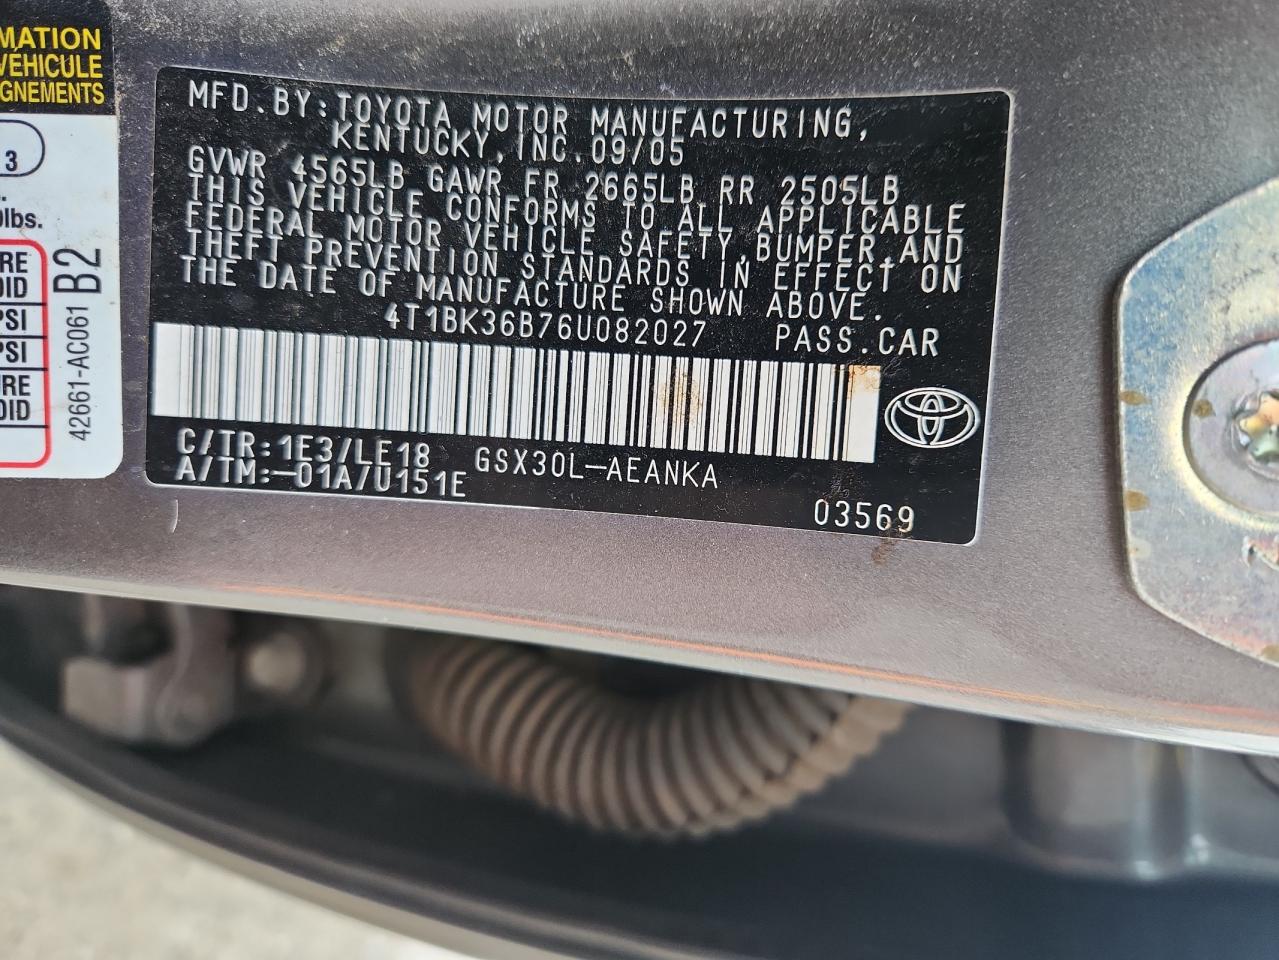 MATION
VEHICULE
GNEMENTS
3
lbs.
RE
OID
PSI
PSI
RE
OID
42661-AC061 B2
MFD.BY:TOYOTA MOTOR MANUFACTURING,
KENTUCKY,INC.09/05
GVWR 4565LB GAWR FR 2665LB RR 2505LB
THIS VEHICLE CONFORMS TO ALL APPLICABLE
FEDERAL MOTOR VEHICLE SAFETY,BUMPER,AND
THEFT PREVENTION STANDARDS IN EFFECT ON
THE DATE OF MANUFACTURE SHOWN ABOVE.
4T1BK36B76U082027 PASS.CAR
C/TR:1E3/LE18 GSX30L-AEANKA
A/TM:-01A/U151E
03569